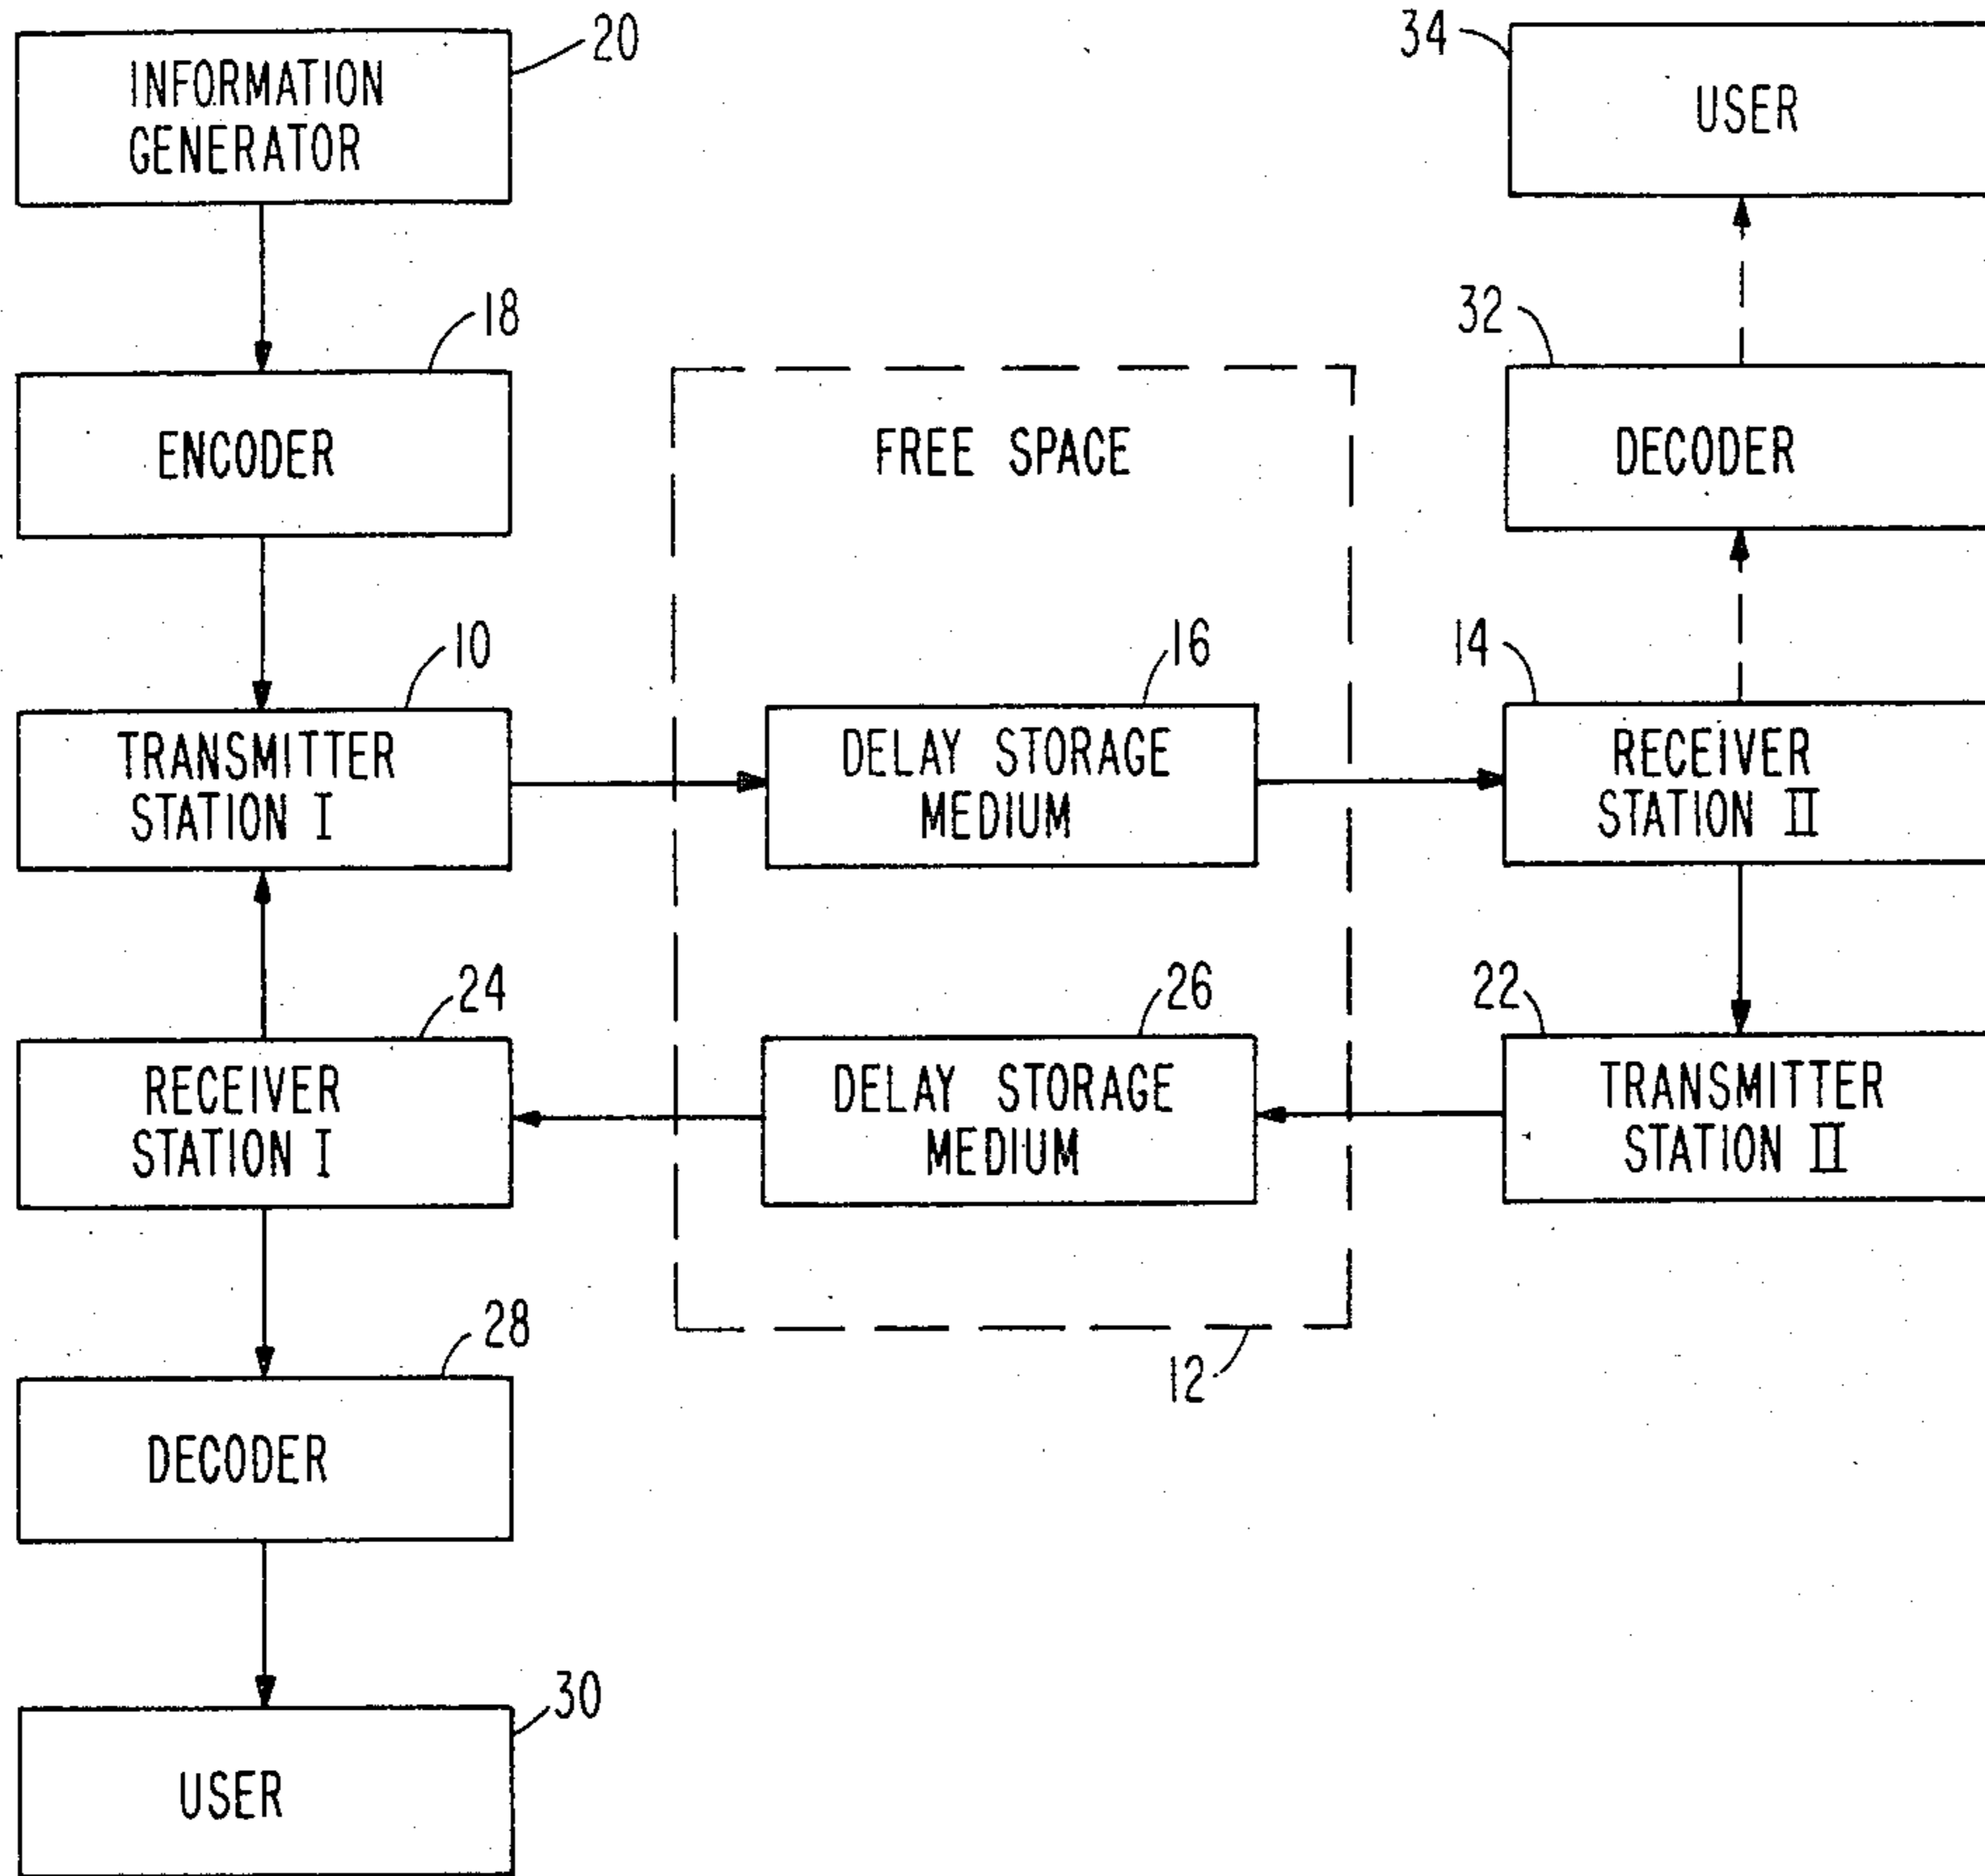 INFORMATION
GENERATOR
20
34
USER
18
ENCODER
FREE SPACE
32
DECODER
10
TRANSMITTER
STATION I
16
DELAY STORAGE
MEDIUM
14
RECEIVER
STATION II
24
RECEIVER
STATION I
26
DELAY STORAGE
MEDIUM
22
TRANSMITTER
STATION II
12
28
DECODER
30
USER